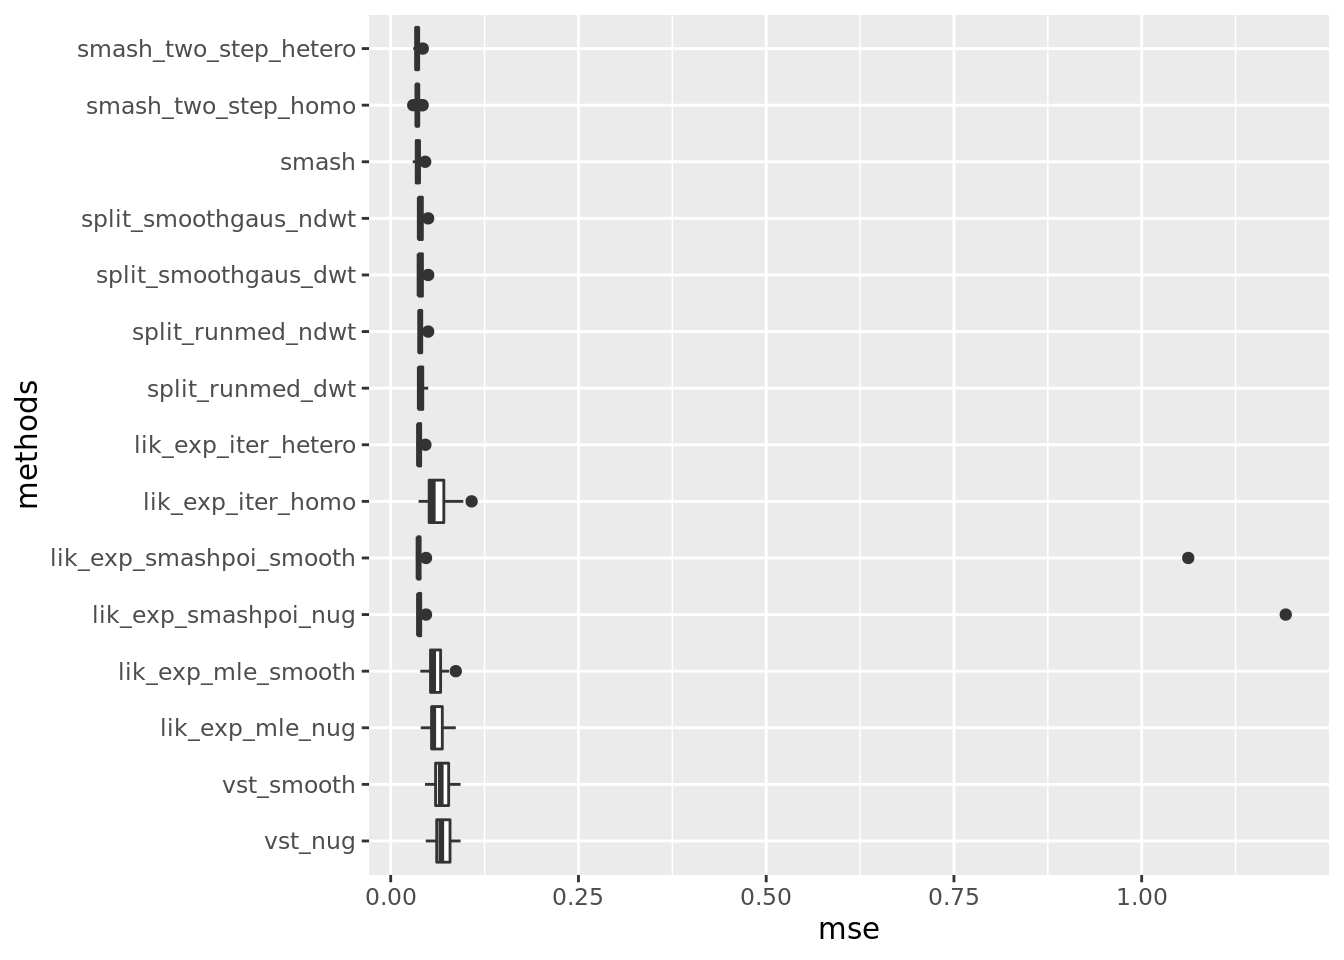 smash_two_step_hetero
smash_two_step_homo
smash
split_smoothgaus_ndwt
split_smoothgaus_dwt
split_runmed_ndwt
split_runmed_dwt
lik_exp_iter_hetero
lik_exp_iter_homo
lik_exp_smashpoi_smooth
lik_exp_smashpoi_nug
lik_exp_mle_smooth
lik_exp_mle_nug
vst_smooth
vst_nug
methods
0.00 0.25 0.50 0.75 1.00
mse